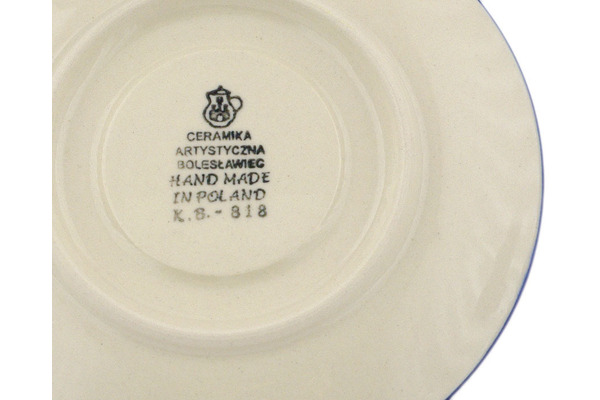 CERAMIKA
ARTYSTYCZNA
BOLESŁAWIEC
HAND MADE
IN POLAND
K.B.-818